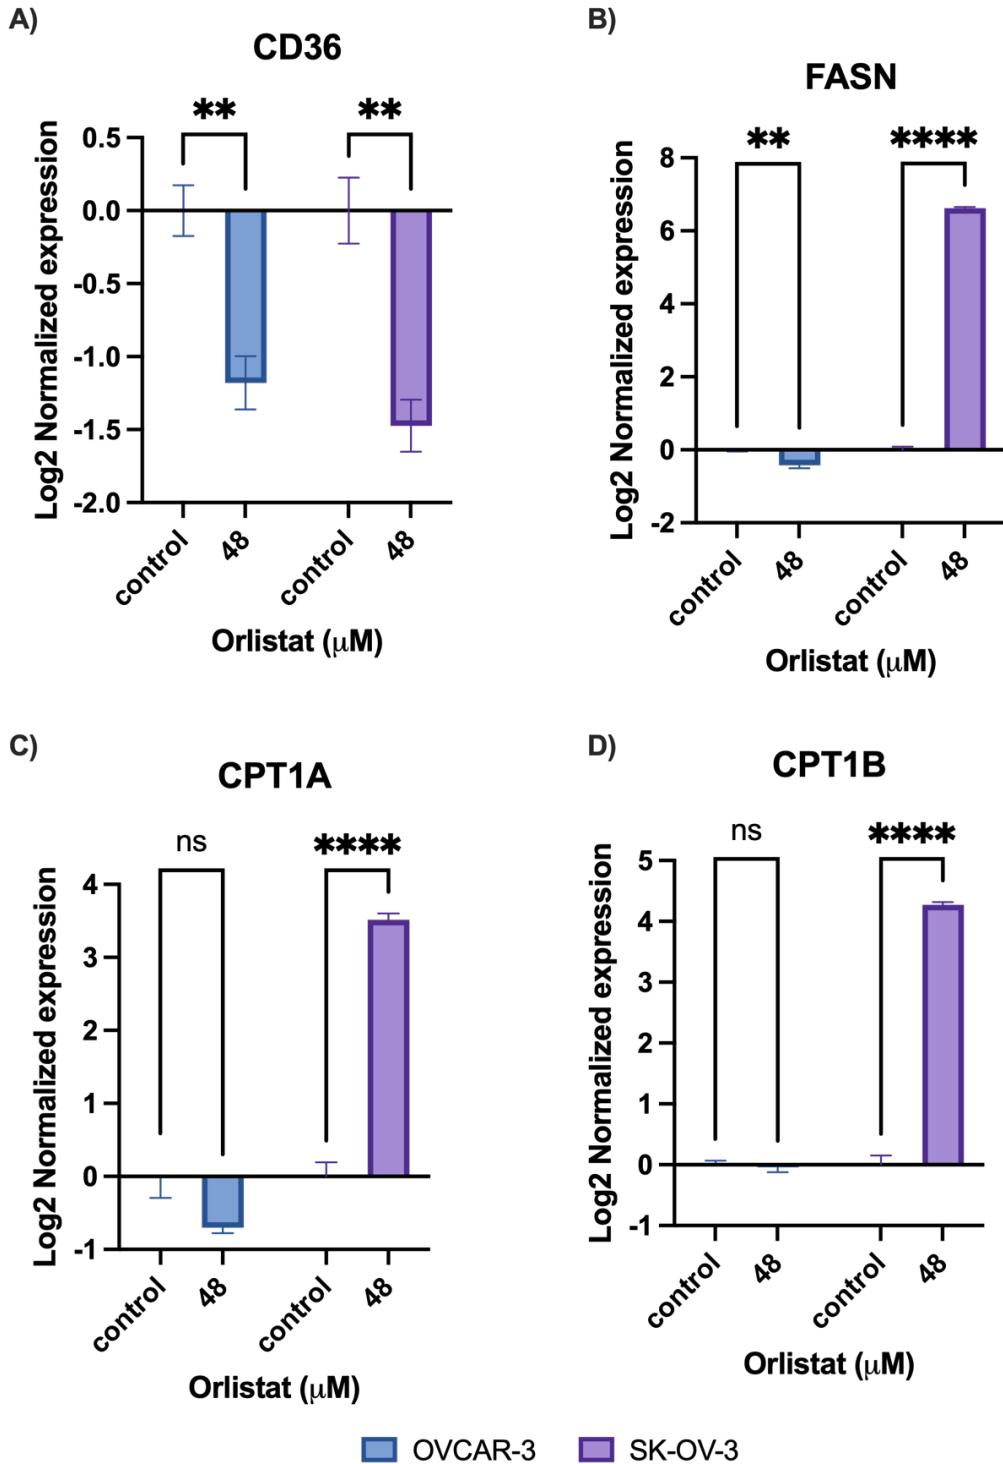 A)
CD36
** **
Log2 Normalized expression
0.5
0.0
-0.5
-1.0
-1.5
-2.0
control 48 control 48
Orlistat (μM)
B)
FASN
** ****
Log2 Normalized expression
8
6
4
2
0
-2
control 48 control 48
Orlistat (μM)
C)
CPT1A
ns ****
Log2 Normalized expression
4
3
2
1
0
-1
control 48 control 48
Orlistat (μM)
D)
CPT1B
ns ****
Log2 Normalized expression
5
4
3
2
1
0
-1
control 48 control 48
Orlistat (μM)
OVCAR-3 SK-OV-3